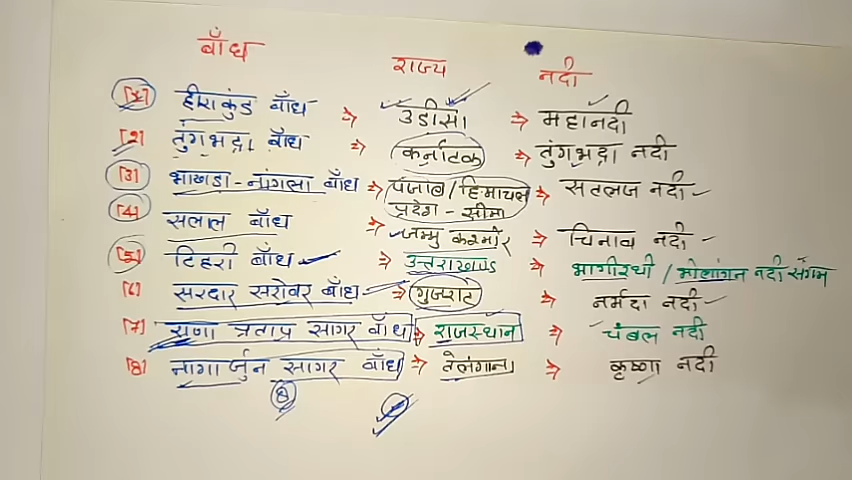 बाँध राज्य नदी
[1] हीराकुंड बाँध ⇒ उडीसा ⇒ महानदी
[2] तुंगभद्रा बाँध ⇒ कर्नाटक ⇒ तुंगभद्रा नदी
[3] भाखडा-नांगला बाँध ⇒ पंजाब/हिमाचल प्रदेश-सीमा ⇒ सतलज नदी
[4] सलाल बाँध ⇒ जम्मु कश्मीर ⇒ चिनाव नदी
[5] टिहरी बाँध ⇒ उत्तराखण्ड ⇒ भागीरथी / भीलांगन नदी संगम
[6] सरदार सरोवर बाँध ⇒ गुजरात ⇒ नर्मदा नदी
[7] राणा प्रताप सागर बाँध ⇒ राजस्थान ⇒ चंबल नदी
[8] नागार्जुन सागर बाँध ⇒ तेलंगाना ⇒ कृष्णा नदी